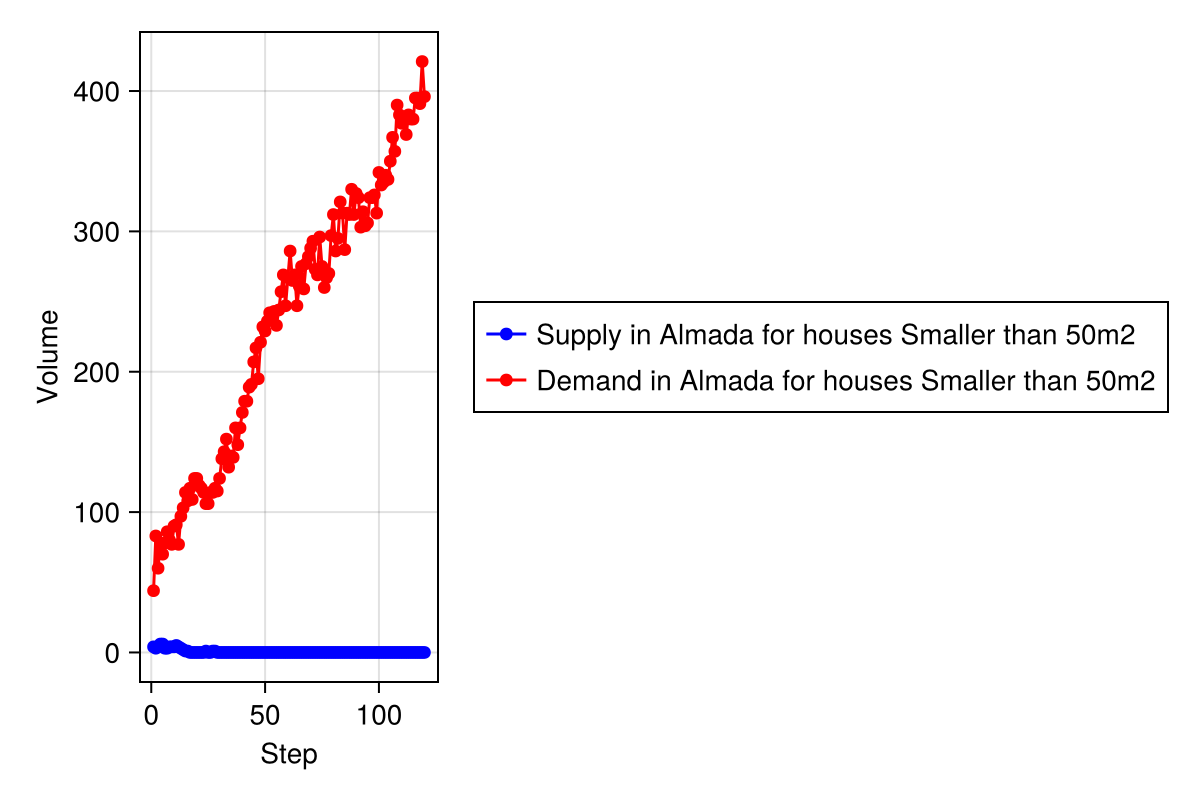 400
300
200
100
0
Volume
0 50 100
Step
Supply in Almada for houses Smaller than 50m2
Demand in Almada for houses Smaller than 50m2